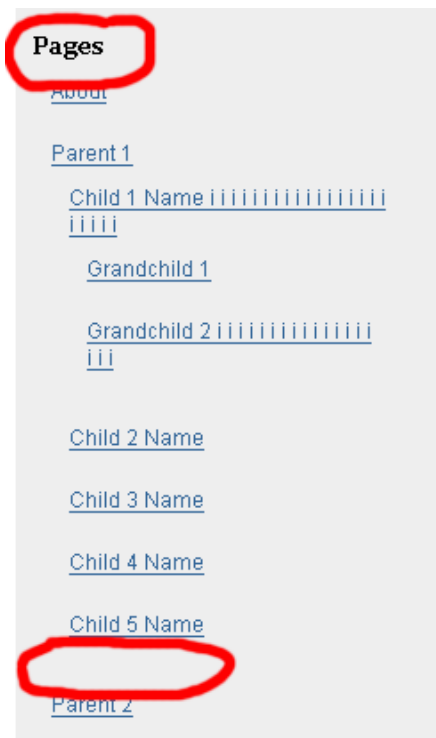 Pages
About
Parent 1
Child 1 Name i i i i i i i i i i i i i i i i i
i i i i i
Grandchild 1
Grandchild 2 i i i i i i i i i i i i i i i
i i i
Child 2 Name
Child 3 Name
Child 4 Name
Child 5 Name
Parent 2